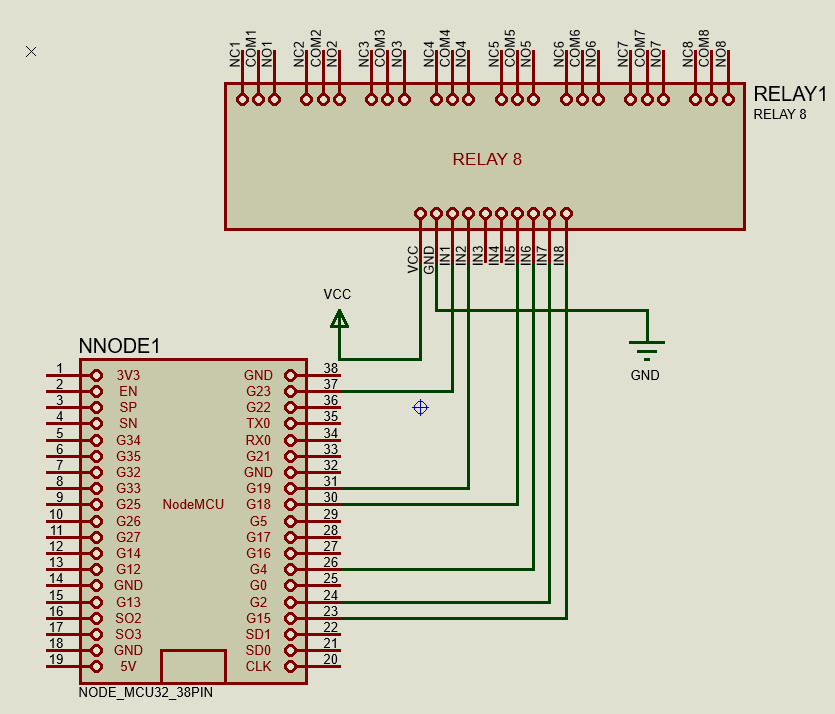 NC1 COM1 NO1 NC2 COM2 NO2 NC3 COM3 NO3 NC4 COM4 NO4 NC5 COM5 NO5 NC6 COM6 NO6 NC7 COM7 NO7 NC8 COM8 NO8
RELAY1
RELAY 8
RELAY 8
VCC GND IN1 IN2 IN3 IN4 IN5 IN6 IN7 IN8
VCC
GND
NNODE1
1 3V3 GND 38
2 EN G23 37
3 SP G22 36
4 SN TX0 35
5 G34 RX0 34
6 G35 G21 33
7 G32 GND 32
8 G33 G19 31
9 G25 NodeMCU G18 30
10 G26 G5 29
11 G27 G17 28
12 G14 G16 27
13 G12 G4 26
14 GND G0 25
15 G13 G2 24
16 SO2 G15 23
17 SO3 SD1 22
18 GND SD0 21
19 5V CLK 20
NODE_MCU32_38PIN